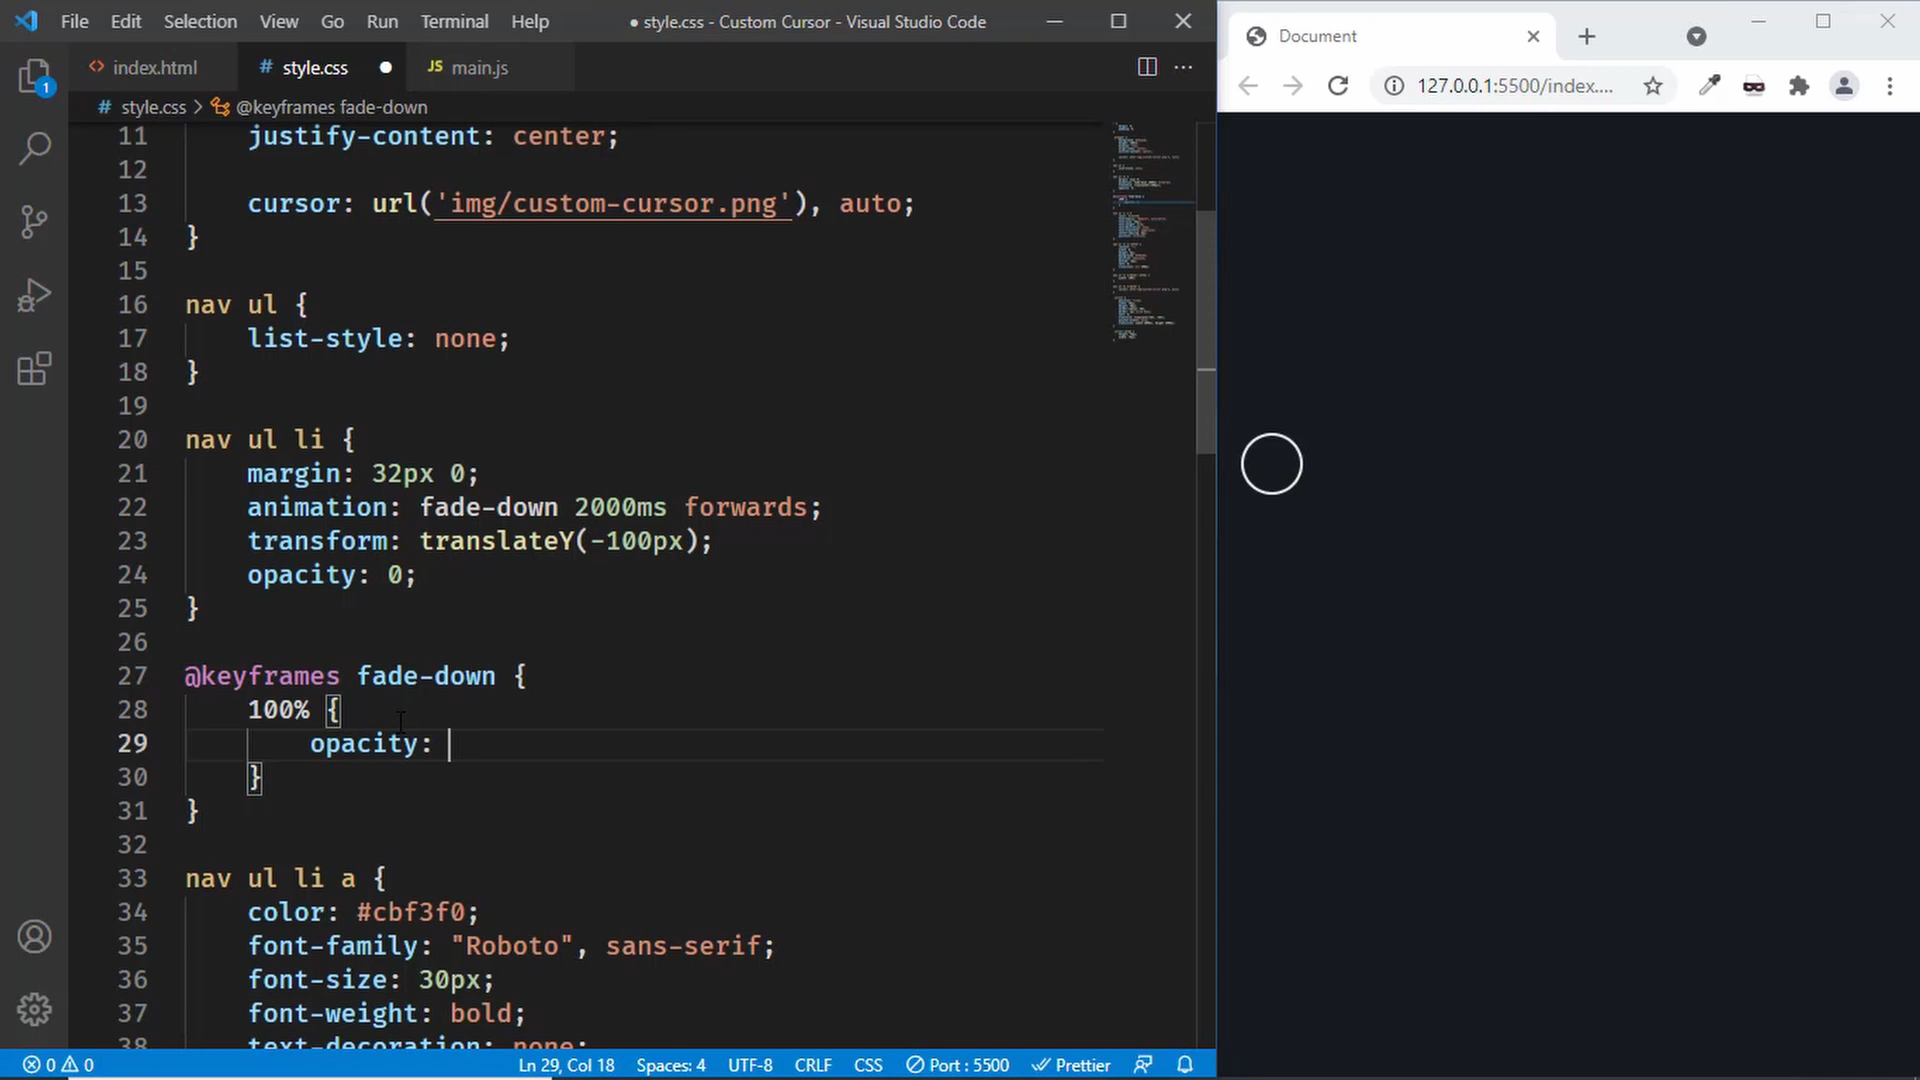 File Edit Selection View Go Run Terminal Help ● style.css - Custom Cursor - Visual Studio Code
Document
index.html # style.css ● JS main.js
127.0.0.1:5500/index....
1
# style.css > @keyframes fade-down
11 justify-content: center;
12
13 cursor: url('img/custom-cursor.png'), auto;
14 }
15
16 nav ul {
17 list-style: none;
18 }
19
20 nav ul li {
21 margin: 32px 0;
22 animation: fade-down 2000ms forwards;
23 transform: translateY(-100px);
24 opacity: 0;
25 }
26
27 @keyframes fade-down {
28 100% {
29 opacity:
30 }
31 }
32
33 nav ul li a {
34 color: #cbf3f0;
35 font-family: "Roboto", sans-serif;
36 font-size: 30px;
37 font-weight: bold;
38 text-decoration: none;
0 0 Ln 29, Col 18 Spaces: 4 UTF-8 CRLF CSS Port : 5500 Prettier